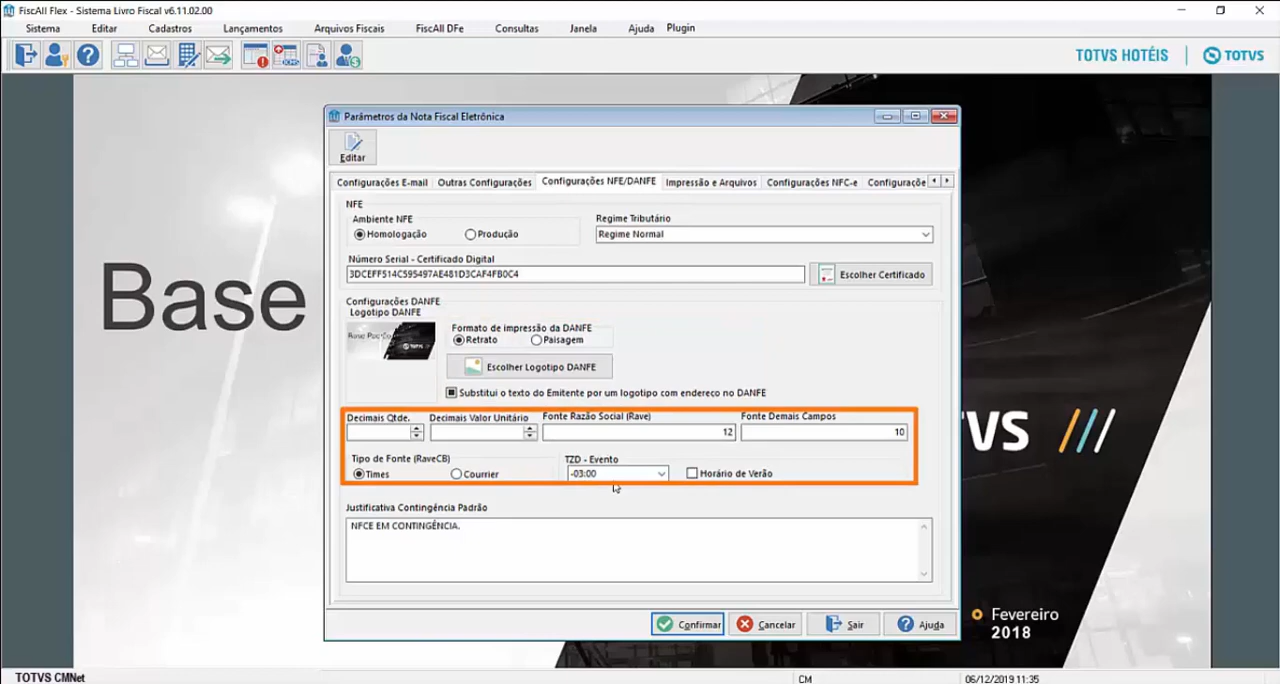 FiscAll Flex - Sistema Livro Fiscal v6.11.02.00
Sistema Editar Cadastros Lançamentos Arquivos Fiscais FiscAll DFe Consultas Janela Ajuda Plugin
TOTVS HOTÉIS TOTVS
Base
Parâmetros da Nota Fiscal Eletrônica
Editar
Configurações E-mail Outras Configurações Configurações NFE/DANFE Impressão e Arquivos Configurações NFC-e Configuraçõe
NFE
Ambiente NFE Regime Tributário
Homologação Produção Regime Normal
Número Serial - Certificado Digital
3DCEFF514C595497AE481D3CAF4FB0C4 Escolher Certificado
Configurações DANFE
Logotipo DANFE
Formato de impressão da DANFE
Retrato Paisagem
Escolher Logotipo DANFE
Substitui o texto do Emitente por um logotipo com endereco no DANFE
Decimais Qtde. Decimais Valor Unitário Fonte Razão Social (Rave) Fonte Demais Campos
12 10
Tipo de Fonte (RaveCB) TZD - Evento
Times Courrier -03:00 Horário de Verão
Justificativa Contingência Padrão
NFCE EM CONTINGÊNCIA.
VS
Confirmar Cancelar Sair Ajuda
Fevereiro
2018
TOTVS CMNet CM 06/12/2019 11:35